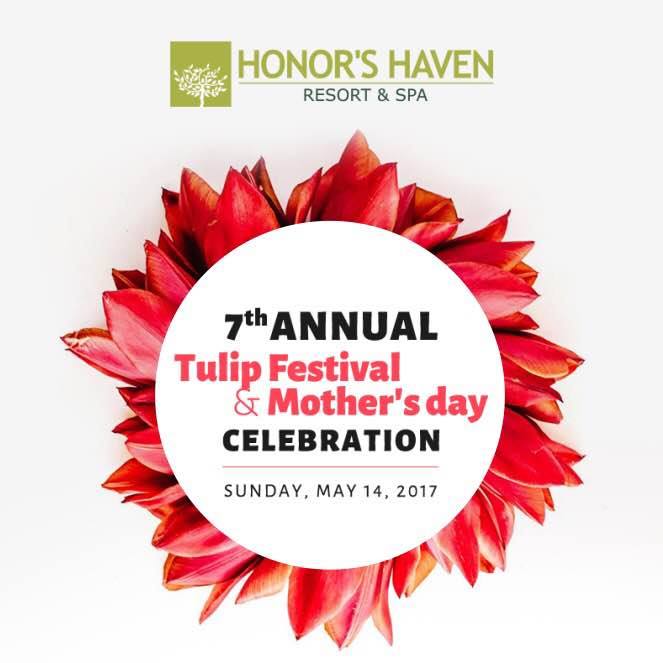 HONOR'S HAVEN
RESORT & SPA
7th ANNUAL
Tulip Festival
& Mother's day
CELEBRATION
SUNDAY, MAY 14, 2017